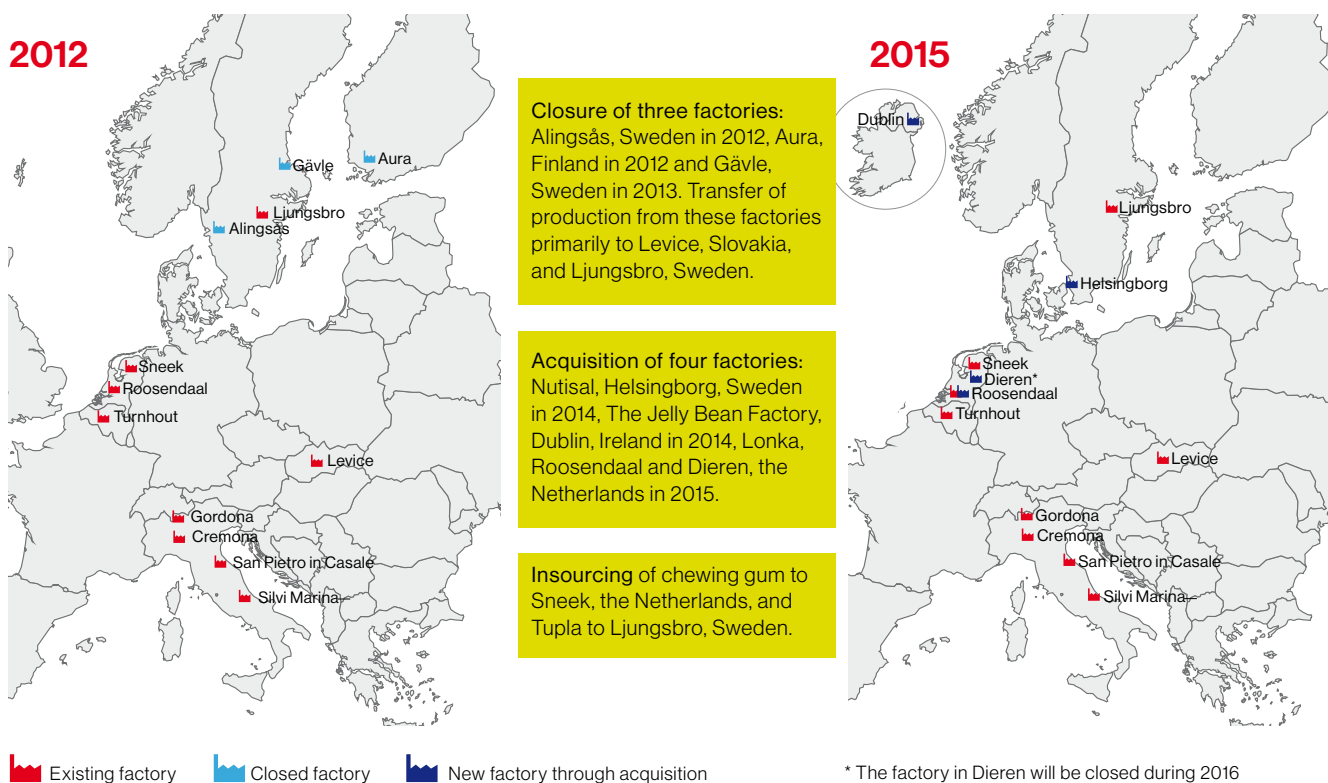 2012
Gävle
Aura
Ljungsbro
Alingsås
Sneek
Roosendaal
Turnhout
Levice
Gordona
Cremona
San Pietro in Casale
Silvi Marina
Closure of three factories:
Alingsås, Sweden in 2012, Aura,
Finland in 2012 and Gävle,
Sweden in 2013. Transfer of
production from these factories
primarily to Levice, Slovakia,
and Ljungsbro, Sweden.
Acquisition of four factories:
Nutisal, Helsingborg, Sweden
in 2014, The Jelly Bean Factory,
Dublin, Ireland in 2014, Lonka,
Roosendaal and Dieren, the
Netherlands in 2015.
Insourcing of chewing gum to
Sneek, the Netherlands, and
Tupla to Ljungsbro, Sweden.
2015
Dublin
Ljungsbro
Helsingborg
Sneek
Dieren*
Roosendaal
Turnhout
Levice
Gordona
Cremona
San Pietro in Casale
Silvi Marina
Existing factory
Closed factory
New factory through acquisition
* The factory in Dieren will be closed during 2016